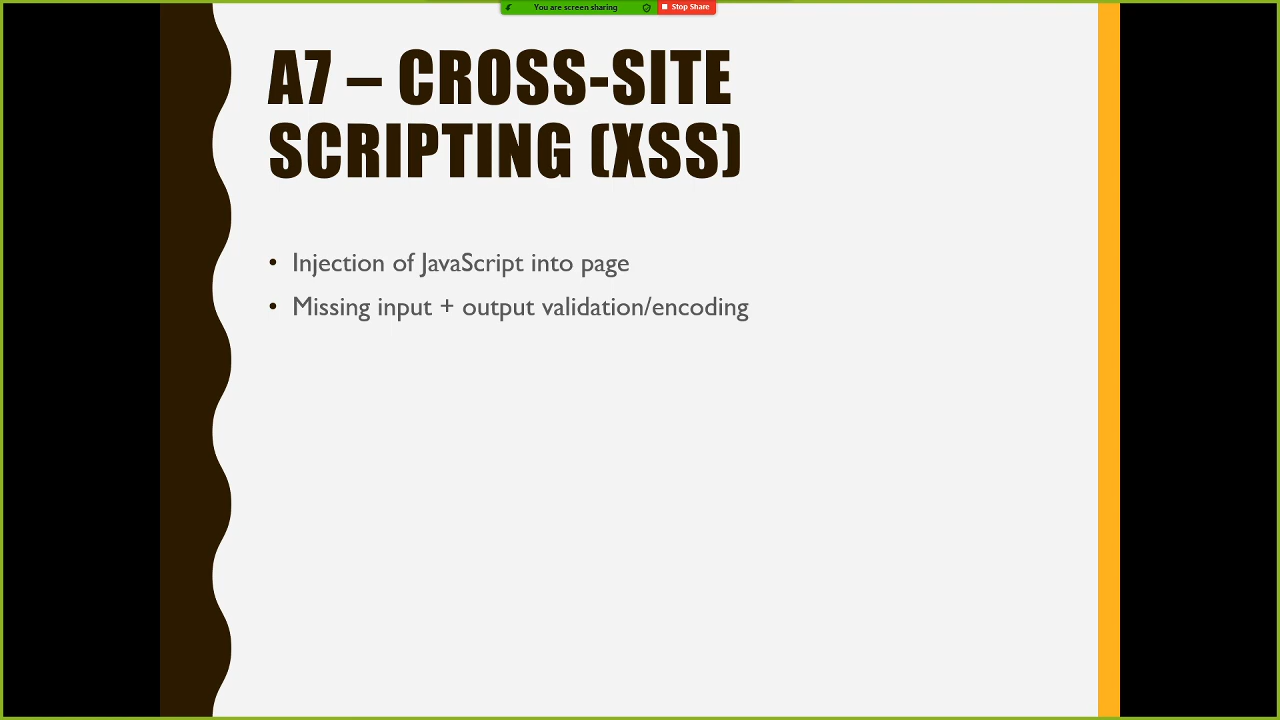 You are screen sharing
Stop Share
A7 – CROSS-SITE
SCRIPTING (XSS)
• Injection of JavaScript into page
• Missing input + output validation/encoding